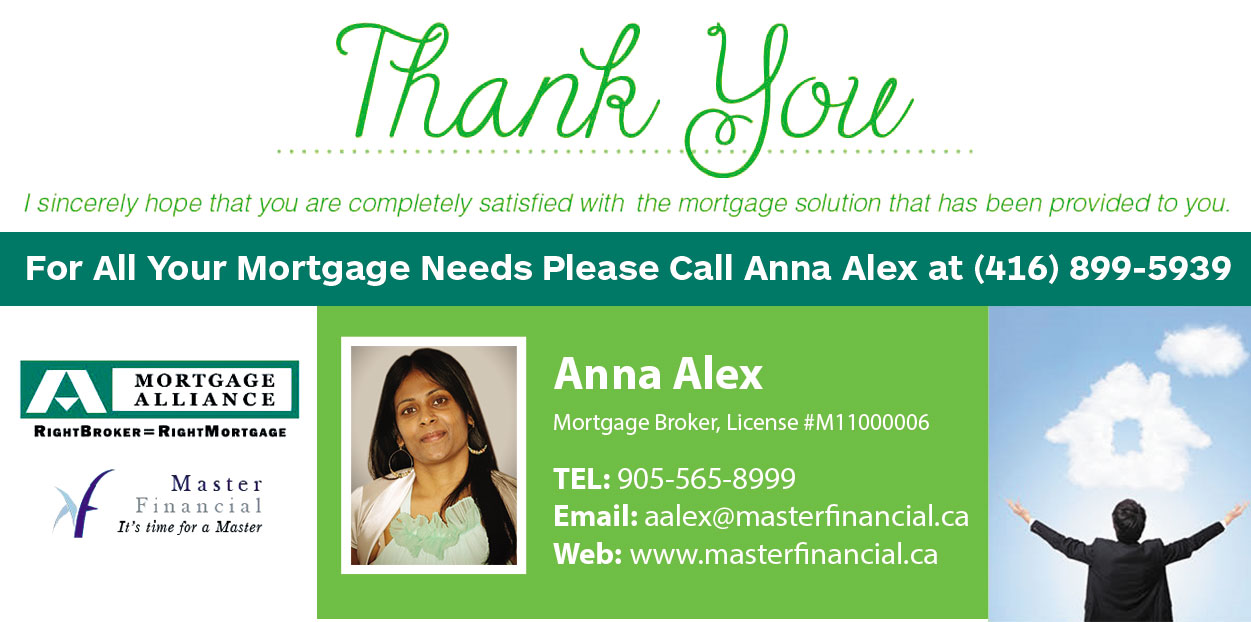 Thank You
I sincerely hope that you are completely satisfied with the mortgage solution that has been provided to you.
For All Your Mortgage Needs Please Call Anna Alex at (416) 899-5939
MORTGAGE
ALLIANCE
RIGHTBROKER=RIGHTMORTGAGE
Master
Financial
It's time for a Master
Anna Alex
Mortgage Broker, License #M11000006
TEL: 905-565-8999
Email: aalex@masterfinancial.ca
Web: www.masterfinancial.ca